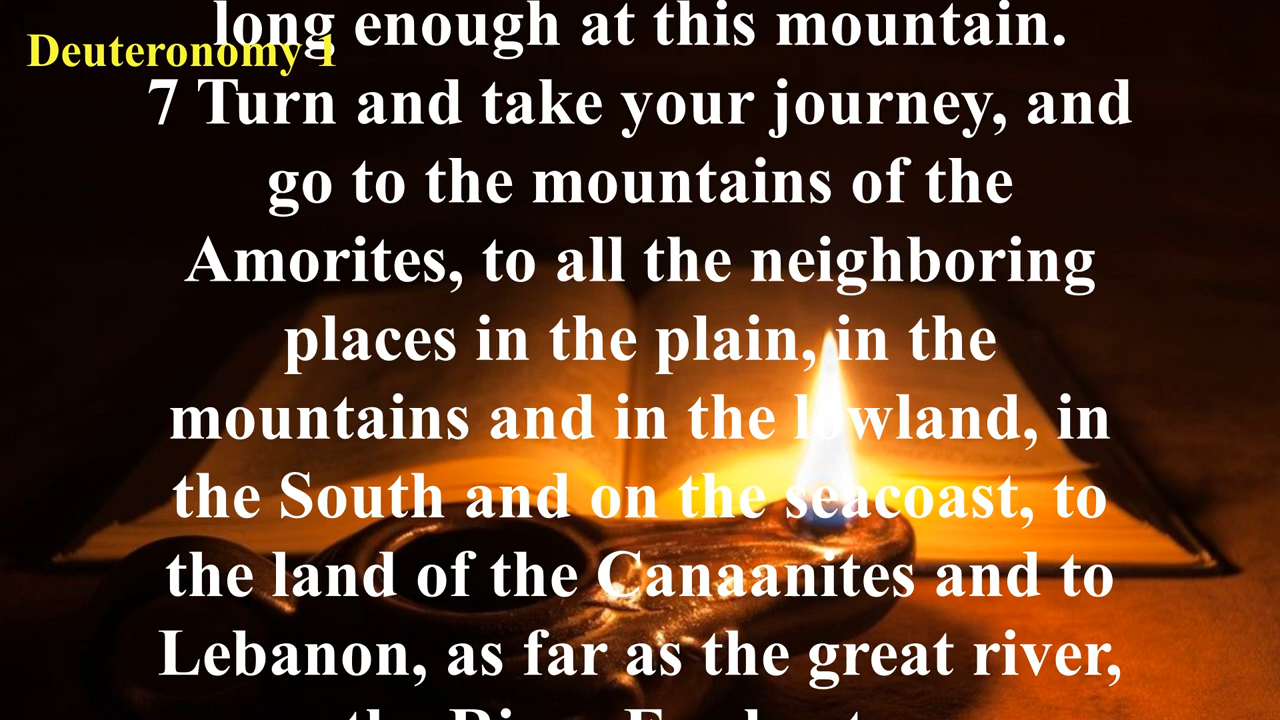 long enough at this mountain.
Deuteronomy 1
7 Turn and take your journey, and
go to the mountains of the
Amorites, to all the neighboring
places in the plain, in the
mountains and in the lowland, in
the South and on the seacoast, to
the land of the Canaanites and to
Lebanon, as far as the great river,